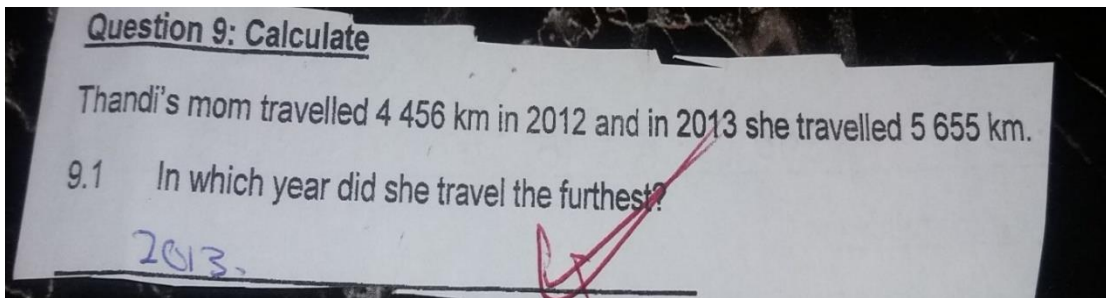 Question 9: Calculate
Thandi's mom travelled 4 456 km in 2012 and in 2013 she travelled 5 655 km.
9.1 In which year did she travel the furthest?
2013.